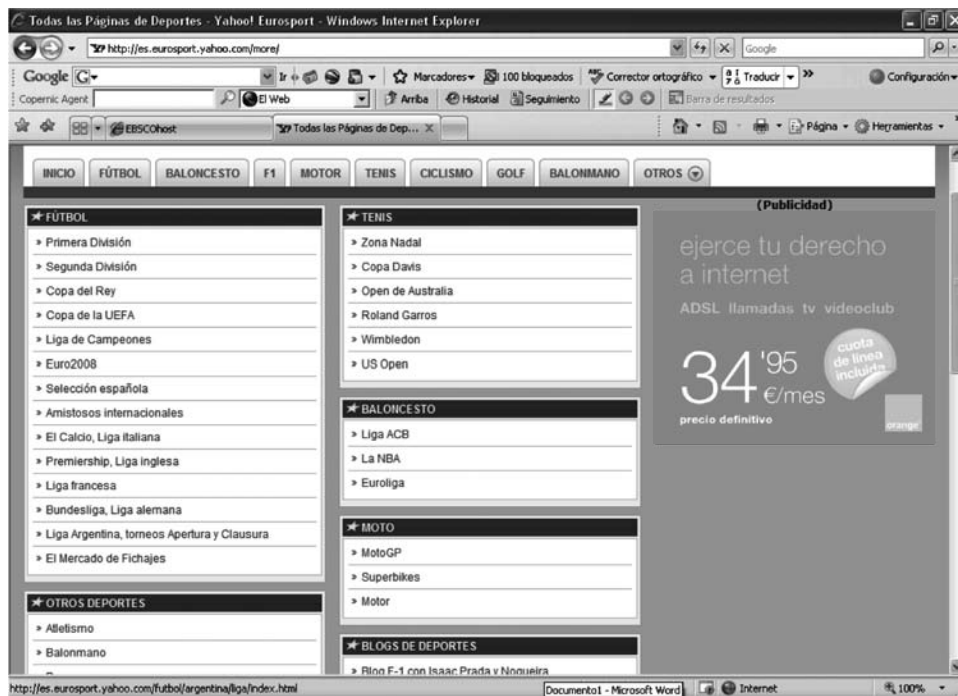 Todas las Páginas de Deportes - Yahoo! Eurosport - Windows Internet Explorer
http://es.eurosport.yahoo.com/more/
Google
Google G Ir Marcadores 100 bloqueados Corrector ortográfico Traducir » Configuración
Copernic Agent El Web Arriba Historial Seguimiento Barra de resultados
EBSCOhost Todas las Páginas de Dep... X Página Herramientas »
INICIO FÚTBOL BALONCESTO F1 MOTOR TENIS CICLISMO GOLF BALONMANO OTROS
FÚTBOL
» Primera División
» Segunda División
» Copa del Rey
» Copa de la UEFA
» Liga de Campeones
» Euro2008
» Selección española
» Amistosos internacionales
» El Calcio, Liga italiana
» Premiership, Liga inglesa
» Liga francesa
» Bundesliga, Liga alemana
» Liga Argentina, torneos Apertura y Clausura
» El Mercado de Fichajes
OTROS DEPORTES
» Atletismo
» Balonmano
TENIS
» Zona Nadal
» Copa Davis
» Open de Australia
» Roland Garros
» Wimbledon
» US Open
BALONCESTO
» Liga ACB
» La NBA
» Euroliga
MOTO
» MotoGP
» Superbikes
» Motor
BLOGS DE DEPORTES
» Blog F-1 con Isaac Prada y Nogueira
(Publicidad)
ejerce tu derecho
a internet
ADSL llamadas tv videoclub
34'95
€/mes
cuota
de línea
incluida
precio definitivo
orange
http://es.eurosport.yahoo.com/futbol/argentina/liga/index.html Documento1 - Microsoft Word Internet 100%